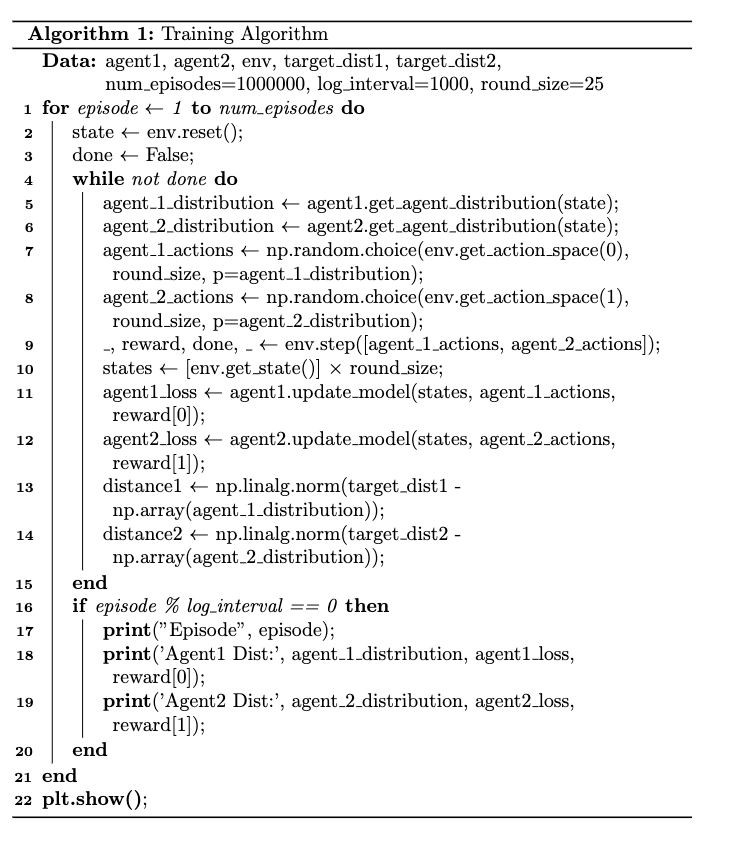 Algorithm 1: Training Algorithm
Data: agent1, agent2, env, target_dist1, target_dist2,
num_episodes=1000000, log_interval=1000, round_size=25
1 for episode ← 1 to num_episodes do
2 state ← env.reset();
3 done ← False;
4 while not done do
5 agent_1_distribution ← agent1.get_agent_distribution(state);
6 agent_2_distribution ← agent2.get_agent_distribution(state);
7 agent_1_actions ← np.random.choice(env.get_action_space(0),
round_size, p=agent_1_distribution);
8 agent_2_actions ← np.random.choice(env.get_action_space(1),
round_size, p=agent_2_distribution);
9 _, reward, done, _ ← env.step([agent_1_actions, agent_2_actions]);
10 states ← [env.get_state()] × round_size;
11 agent1_loss ← agent1.update_model(states, agent_1_actions,
reward[0]);
12 agent2_loss ← agent2.update_model(states, agent_2_actions,
reward[1]);
13 distance1 ← np.linalg.norm(target_dist1 -
np.array(agent_1_distribution));
14 distance2 ← np.linalg.norm(target_dist2 -
np.array(agent_2_distribution));
15 end
16 if episode % log_interval == 0 then
17 print("Episode", episode);
18 print('Agent1 Dist:', agent_1_distribution, agent1_loss,
reward[0]);
19 print('Agent2 Dist:', agent_2_distribution, agent2_loss,
reward[1]);
20 end
21 end
22 plt.show();